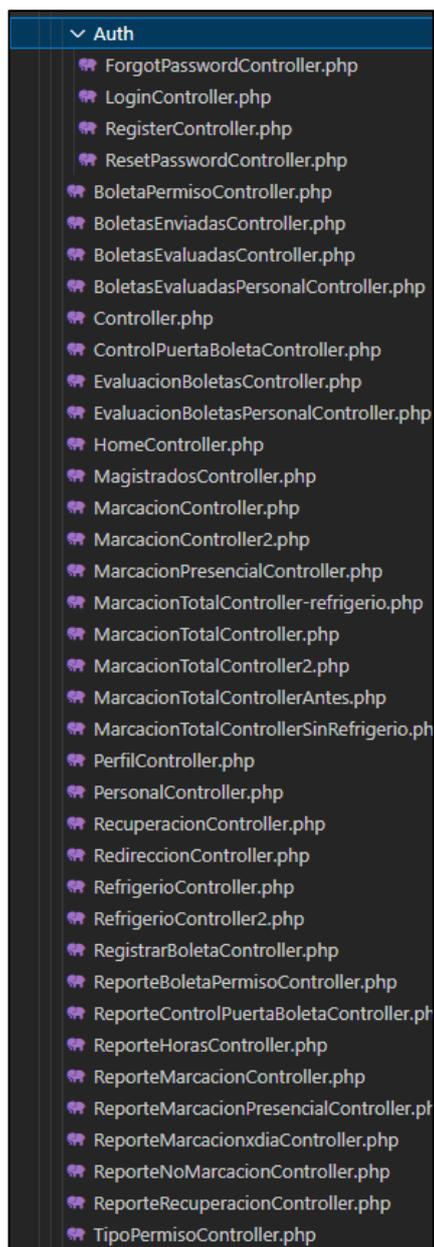 Auth
ForgotPasswordController.php
LoginController.php
RegisterController.php
ResetPasswordController.php
BoletaPermisoController.php
BoletasEnviadasController.php
BoletasEvaluadasController.php
BoletasEvaluadasPersonalController.php
Controller.php
ControlPuertaBoletaController.php
EvaluacionBoletasController.php
EvaluacionBoletasPersonalController.php
HomeController.php
MagistradosController.php
MarcacionController.php
MarcacionController2.php
MarcacionPresencialController.php
MarcacionTotalController-refrigerio.php
MarcacionTotalController.php
MarcacionTotalController2.php
MarcacionTotalControllerAntes.php
MarcacionTotalControllerSinRefrigerio.ph
PerfilController.php
PersonalController.php
RecuperacionController.php
RedireccionController.php
RefrigerioController.php
RefrigerioController2.php
RegistrarBoletaController.php
ReporteBoletaPermisoController.php
ReporteControlPuertaBoletaController.ph
ReporteHorasController.php
ReporteMarcacionController.php
ReporteMarcacionPresencialController.ph
ReporteMarcacionxdiaController.php
ReporteNoMarcacionController.php
ReporteRecuperacionController.php
TipoPermisoController.php